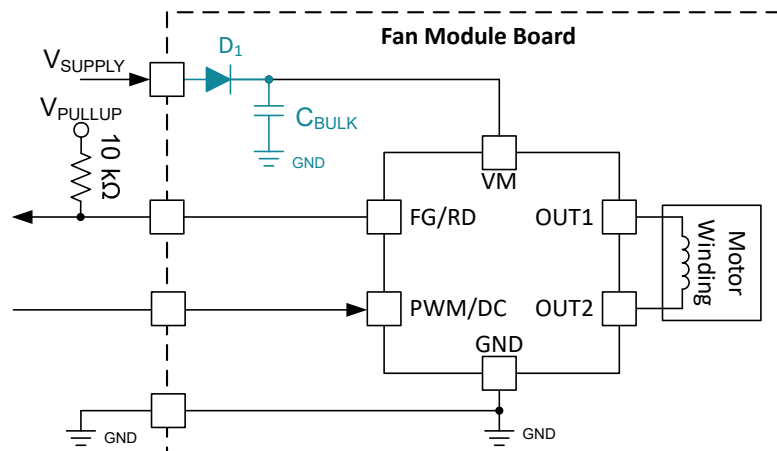 Fan Module Board
D1
VSUPPLY
VPULLUP
CBULK
10 kΩ
GND
VM
FG/RD
OUT1
Motor
Winding
PWM/DC
OUT2
GND
GND
GND